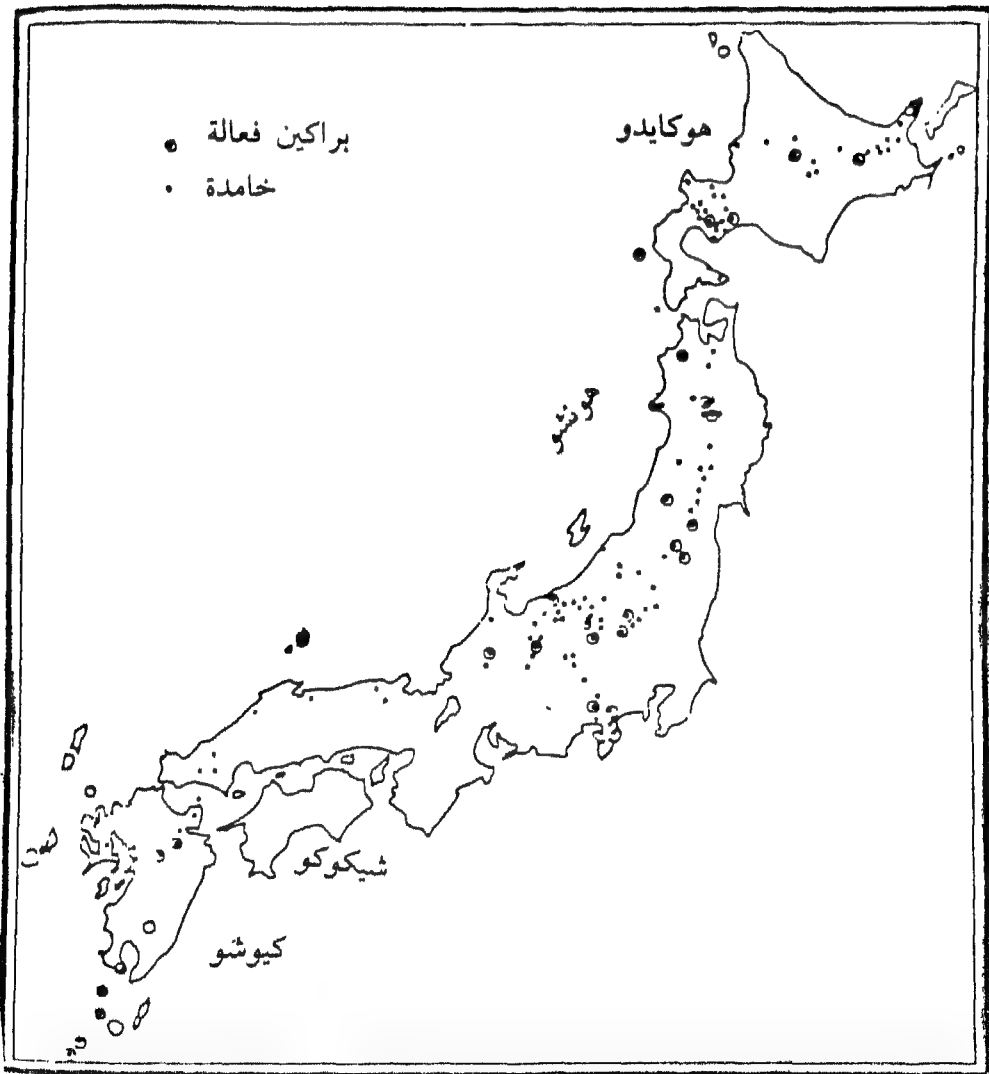 براكين فعالة
خامدة
هوكايدو
هونشو
شيكوكو
كيوشو